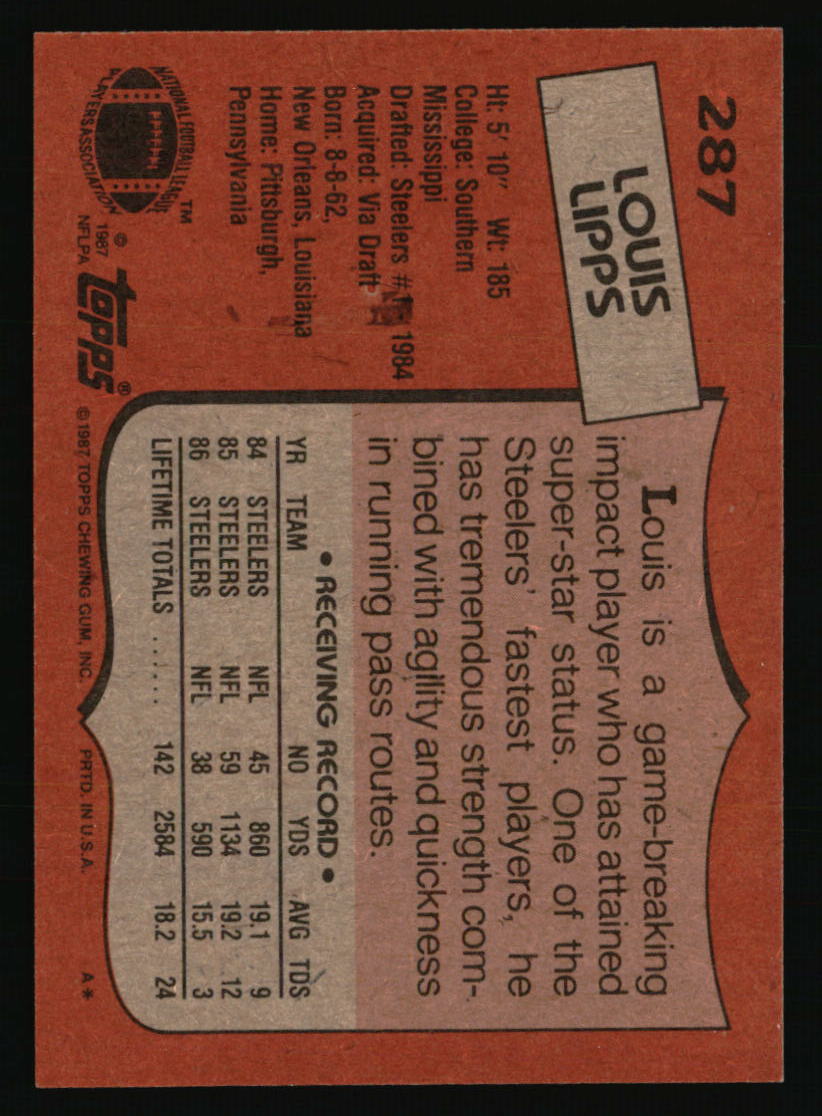 287
LOUIS
LIPPS
Ht: 5' 10" Wt: 185
College: Southern
Mississippi
Drafted: Steelers #1, 1984
Acquired: Via Draft
Born: 8-8-62,
New Orleans, Louisiana
Home: Pittsburgh,
Pennsylvania
NATIONAL FOOTBALL LEAGUE
PLAYERS ASSOCIATION
™
© 1987
NFLPA
topps®
Louis is a game-breaking
impact player who has attained
super-star status. One of the
Steelers' fastest players, he
has tremendous strength com-
bined with agility and quickness
in running pass routes.
• RECEIVING RECORD •
YR TEAM NO YDS AVG TDS
84 STEELERS NFL 45 860 19.1 9
85 STEELERS NFL 59 1134 19.2 12
86 STEELERS NFL 38 590 15.5 3
LIFETIME TOTALS ...... 142 2584 18.2 24
© 1987 TOPPS CHEWING GUM, INC. PRTD. IN U.S.A. A*